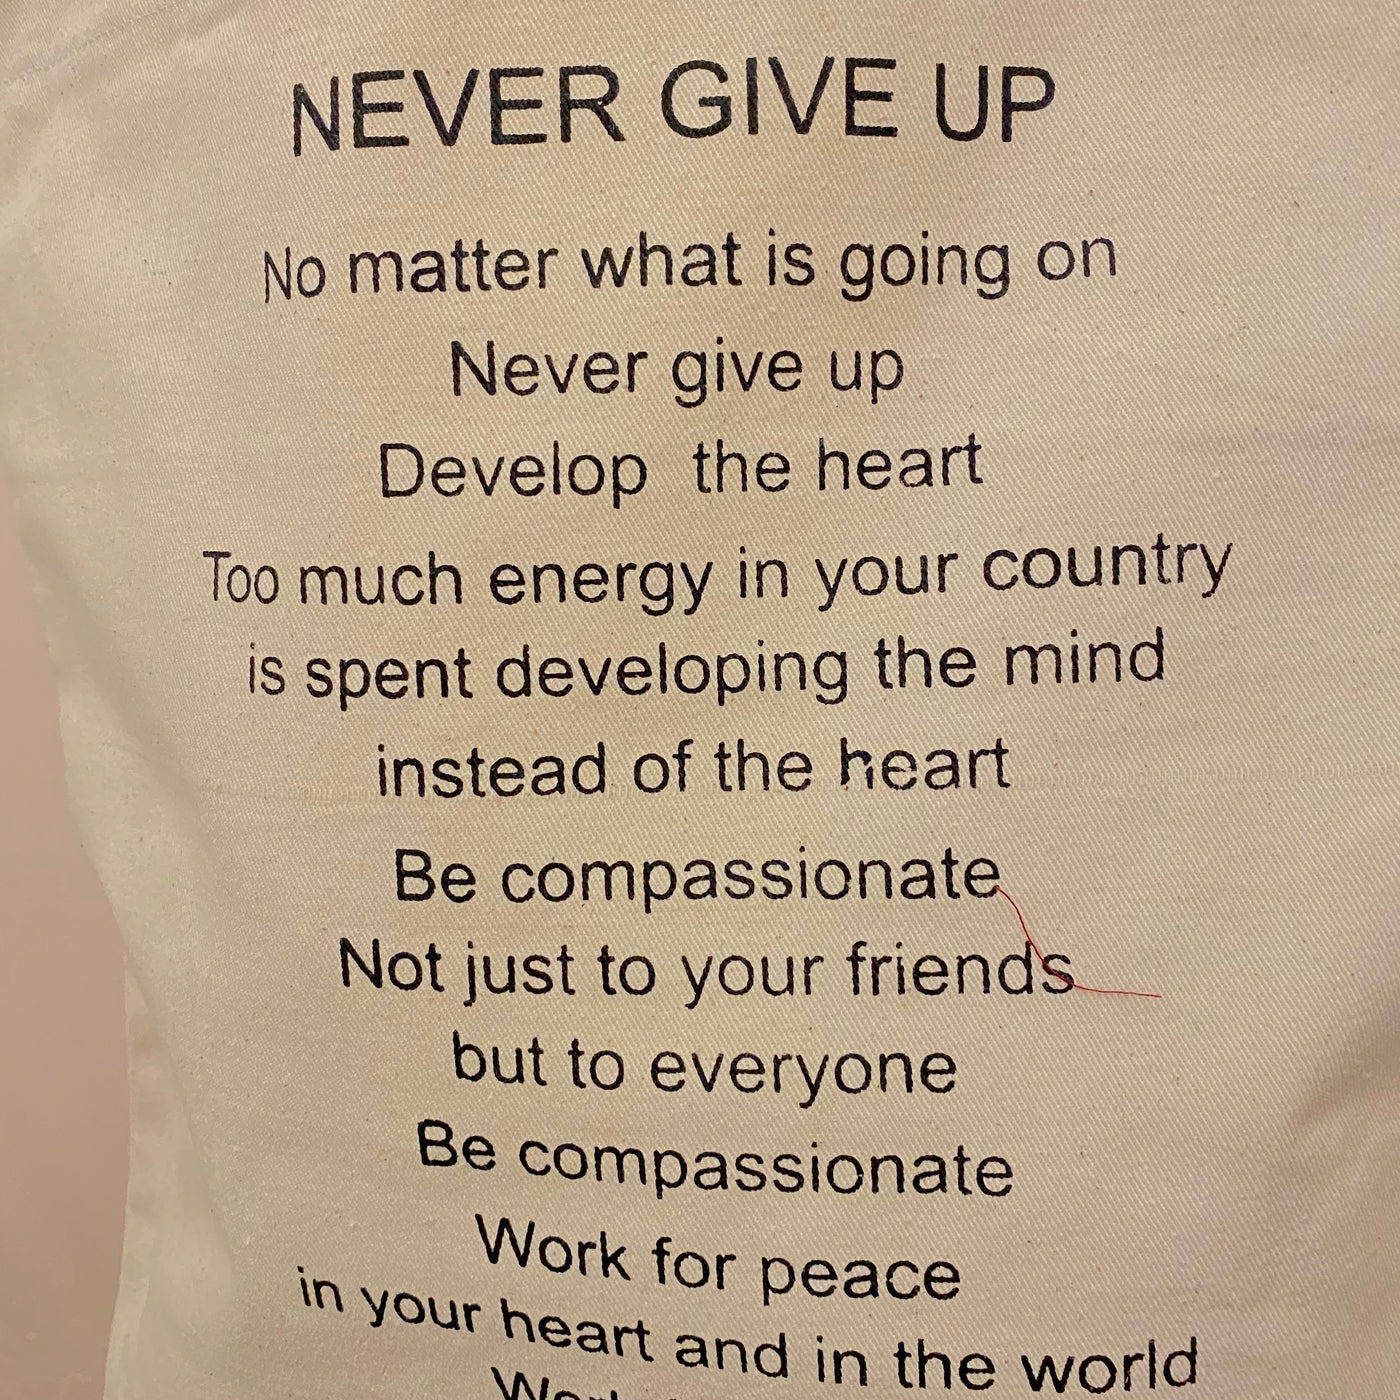 NEVER GIVE UP
No matter what is going on
Never give up
Develop the heart
Too much energy in your country
is spent developing the mind
instead of the heart
Be compassionate
Not just to your friends
but to everyone
Be compassionate
Work for peace
in your heart and in the world